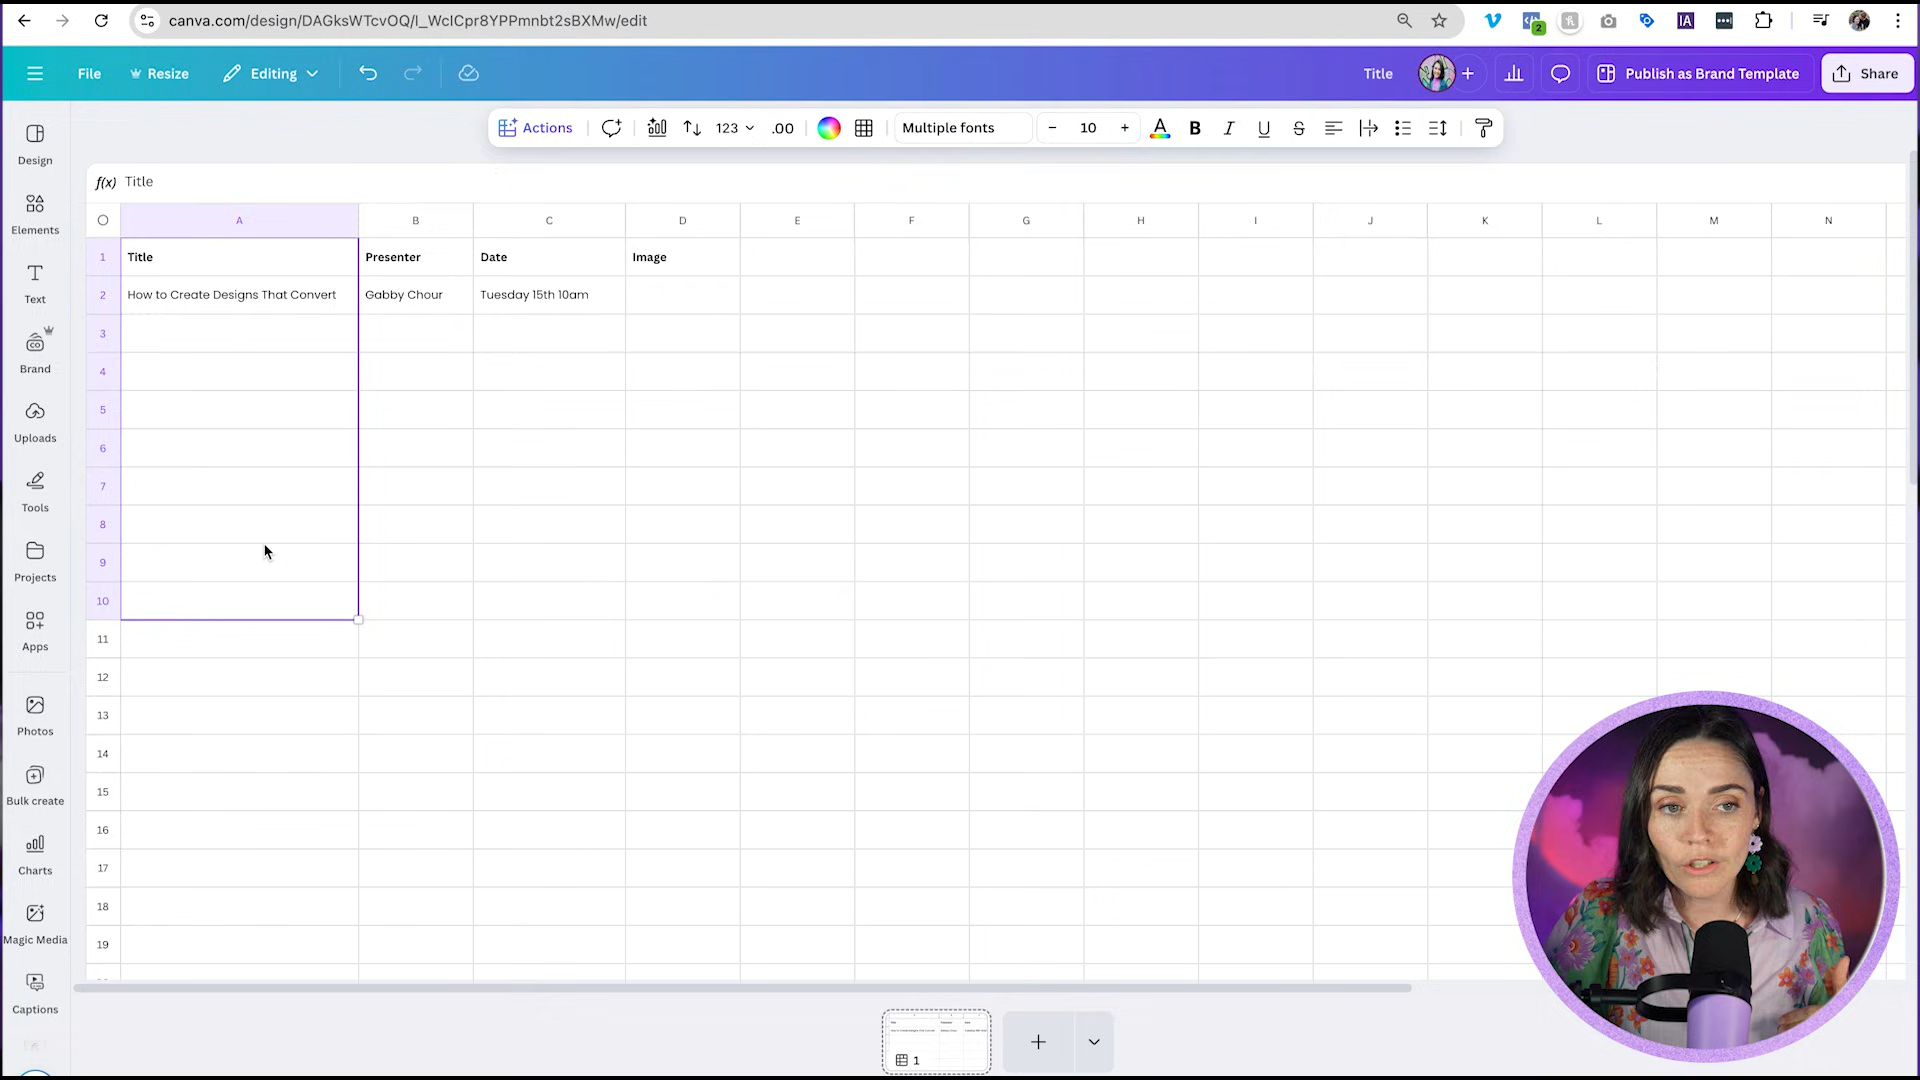 canva.com/design/DAGksWTcvOQ/l_WcICpr8YPPmnbt2sBXMw/edit
2
IA
File Resize Editing Title + Publish as Brand Template Share
Actions 123 .00 Multiple fonts − 10 + A B I U S
f(x) Title
A B C D E F G H I J K L M N
1 Title Presenter Date Image
2 How to Create Designs That Convert Gabby Chour Tuesday 15th 10am
3
4
5
6
7
8
9
10
11
12
13
14
15
16
17
18
19
Design
Elements
Text
Brand
Uploads
Tools
Projects
Apps
Photos
Bulk create
Charts
Magic Media
Captions
1
+